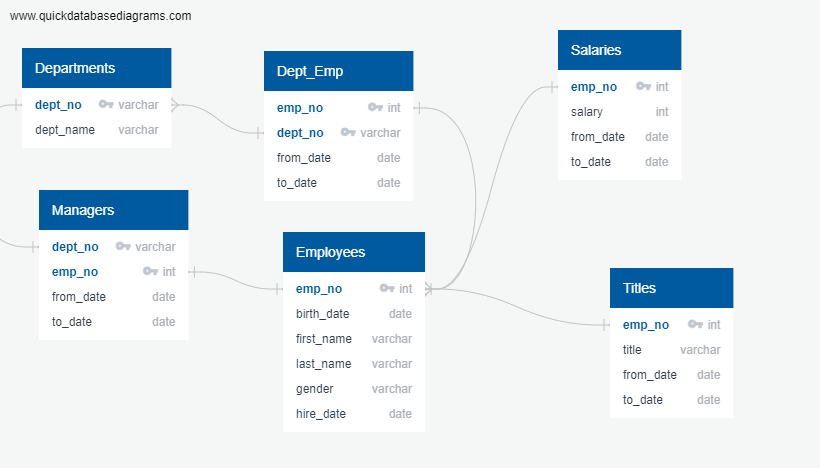 www.quickdatabasediagrams.com
Departments
dept_no varchar
dept_name varchar
Dept_Emp
emp_no int
dept_no varchar
from_date date
to_date date
Salaries
emp_no int
salary int
from_date date
to_date date
Managers
dept_no varchar
emp_no int
from_date date
to_date date
Employees
emp_no int
birth_date date
first_name varchar
last_name varchar
gender varchar
hire_date date
Titles
emp_no int
title varchar
from_date date
to_date date